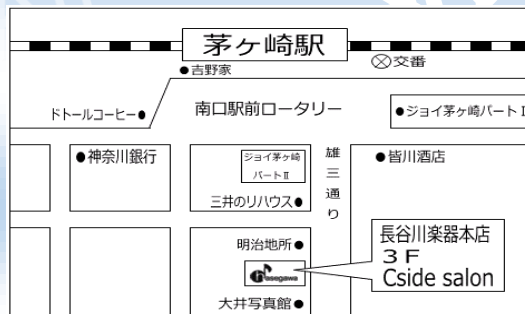 茅ヶ崎駅
●吉野家
⊗交番
ドトールコーヒー●
南口駅前ロータリー
●ジョイ茅ヶ崎パートⅠ
●神奈川銀行
ジョイ茅ヶ崎
パートⅡ
雄三通り
●皆川酒店
三井のリハウス●
明治地所●
長谷川楽器本店
３Ｆ
Cside salon
Hasegawa
大井写真館●